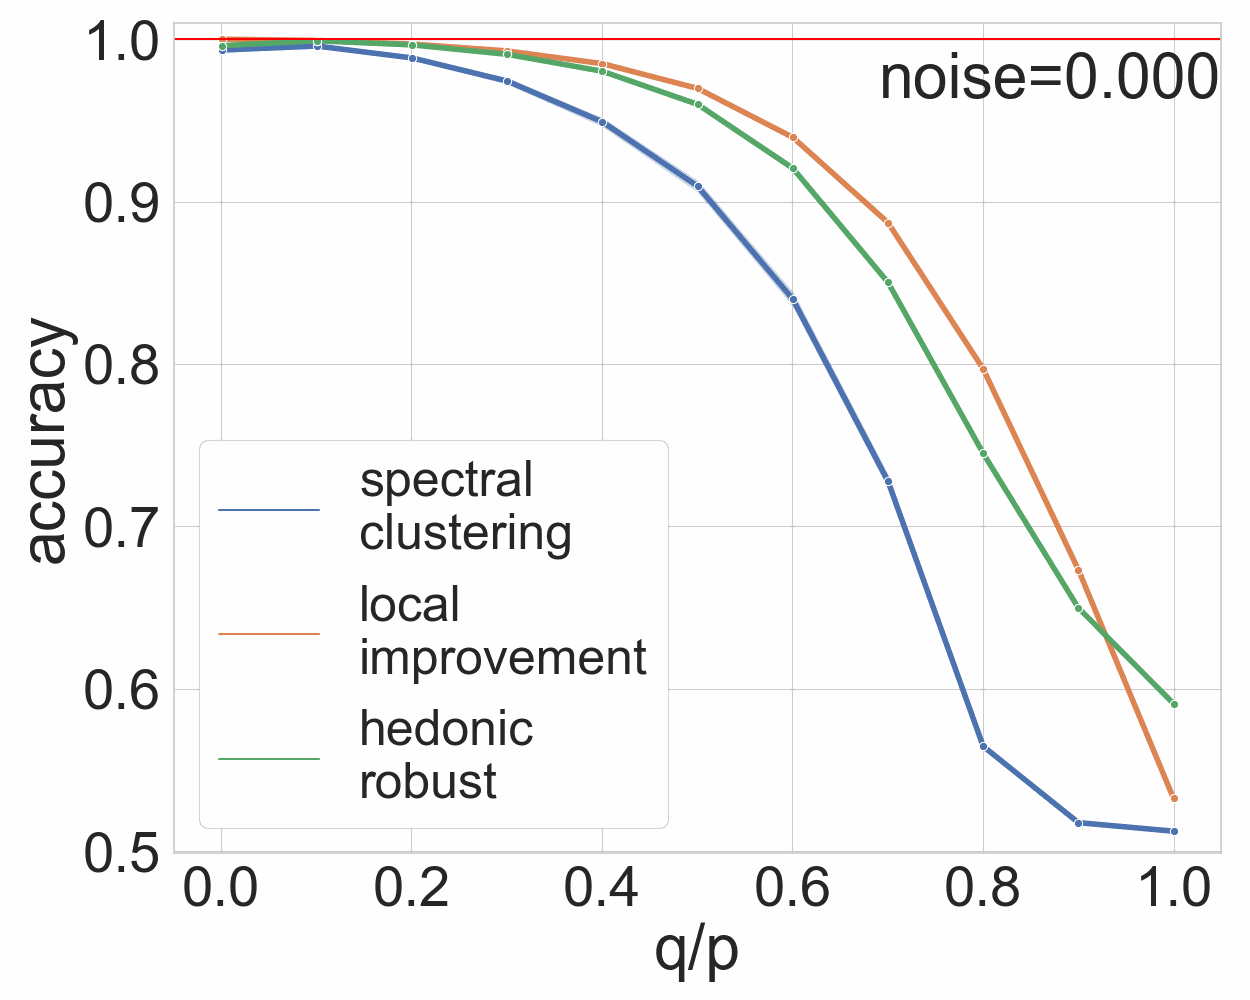 1.0
noise=0.000
0.9
0.8
0.7
0.6
0.5
accuracy
spectral
clustering
local
improvement
hedonic
robust
0.0 0.2 0.4 0.6 0.8 1.0
q/p